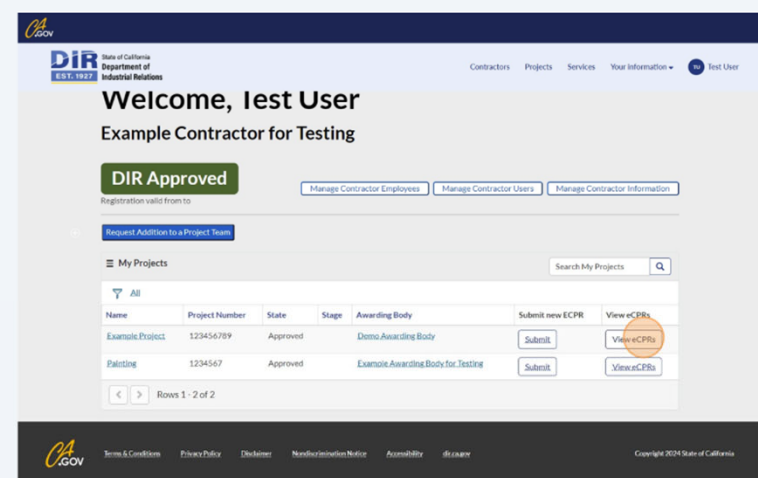 CA
.GOV
DIR
EST. 1927
State of California
Department of
Industrial Relations
Contractors Projects Services Your Information TU Test User
Welcome, Test User
Example Contractor for Testing
DIR Approved
Registration valid from to
Manage Contractor Employees Manage Contractor Users Manage Contractor Information
Request Addition to a Project Team
My Projects
Search My Projects
All
Name Project Number State Stage Awarding Body Submit new ECPR View eCPRs
Example Project 123456789 Approved Demo Awarding Body Submit View eCPRs
Painting 1234567 Approved Example Awarding Body for Testing Submit View eCPRs
< > Rows 1 - 2 of 2
CA
.GOV
Terms & Conditions Privacy Policy Disclaimer Nondiscrimination Notice Accessibility dir.ca.gov Copyright 2024 State of California